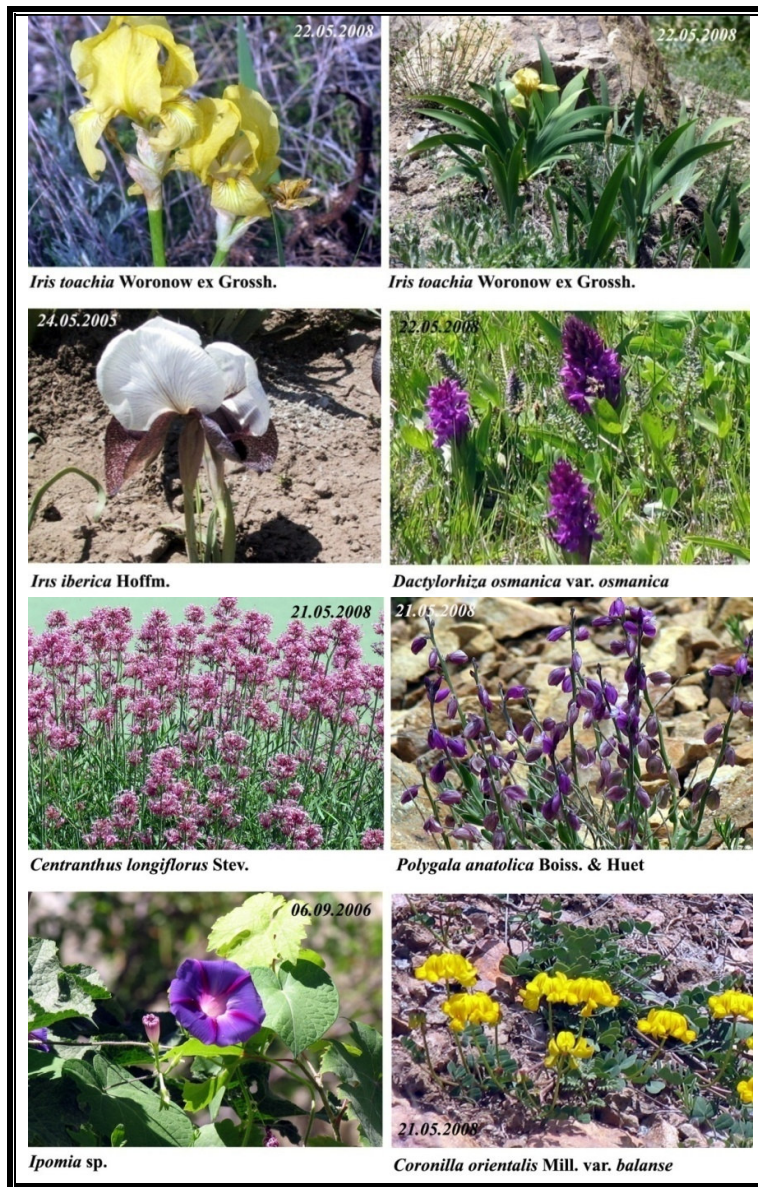 22.05.2008
22.05.2008
Iris toachia Woronow ex Grossh.
Iris toachia Woronow ex Grossh.
24.05.2005
22.05.2008
Irıs iberica Hoffm.
Dactylorhiza osmanica var. osmanica
21.05.2008
21.05.2008
Centranthus longiflorus Stev.
Polygala anatolica Boiss. & Huet
06.09.2006
21.05.2008
Ipomia sp.
Coronilla orientalis Mill. var. balanse